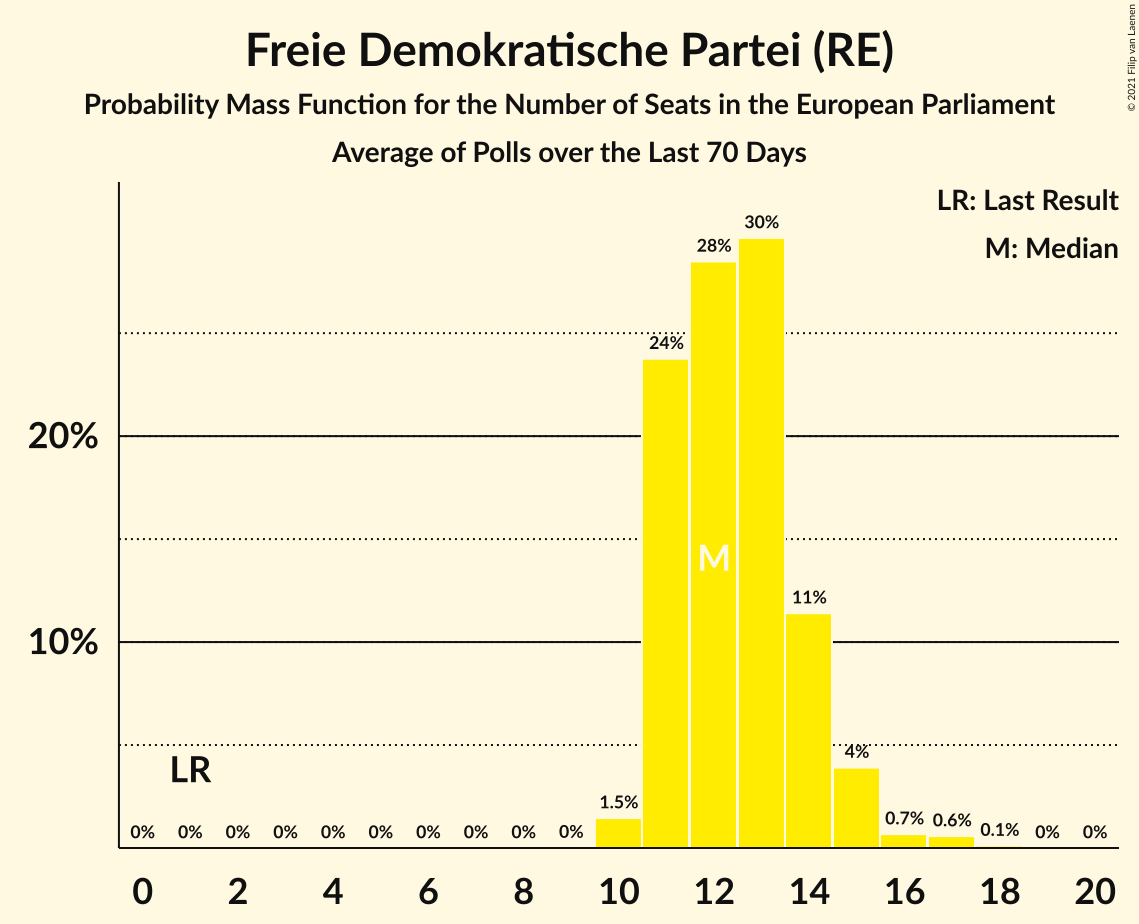 Freie Demokratische Partei (RE)
Probability Mass Function for the Number of Seats in the European Parliament
Average of Polls over the Last 70 Days
© 2021 Filip van Laenen
LR: Last Result
M: Median
30%
28%
24%
20%
M
11%
10%
LR
4%
1.5%
0.7%
0.6%
0.1%
0% 0% 0% 0% 0% 0% 0% 0% 0% 0% 0% 0%
0 2 4 6 8 10 12 14 16 18 20